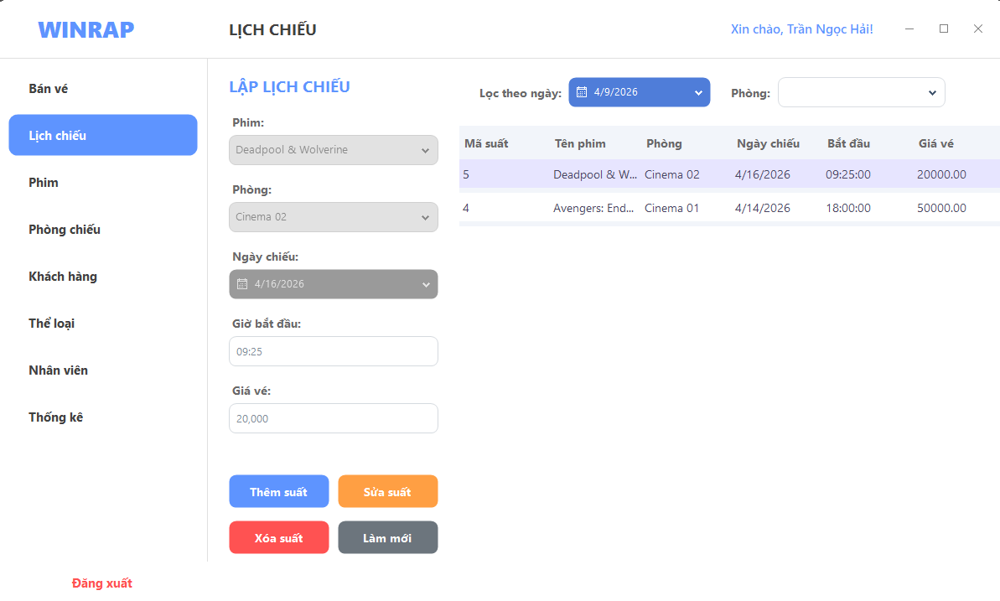 WINRAP
LỊCH CHIẾU
Xin chào, Trần Ngọc Hải!
Bán vé
Lịch chiếu
Phim
Phòng chiếu
Khách hàng
Thể loại
Nhân viên
Thống kê
Đăng xuất
LẬP LỊCH CHIẾU
Phim:
Deadpool & Wolverine
Phòng:
Cinema 02
Ngày chiếu:
4/16/2026
Giờ bắt đầu:
09:25
Giá vé:
20,000
Thêm suất Sửa suất
Xóa suất Làm mới
Lọc theo ngày: 4/9/2026 Phòng:
Mã suất Tên phim Phòng Ngày chiếu Bắt đầu Giá vé
5 Deadpool & W... Cinema 02 4/16/2026 09:25:00 20000.00
4 Avengers: End... Cinema 01 4/14/2026 18:00:00 50000.00